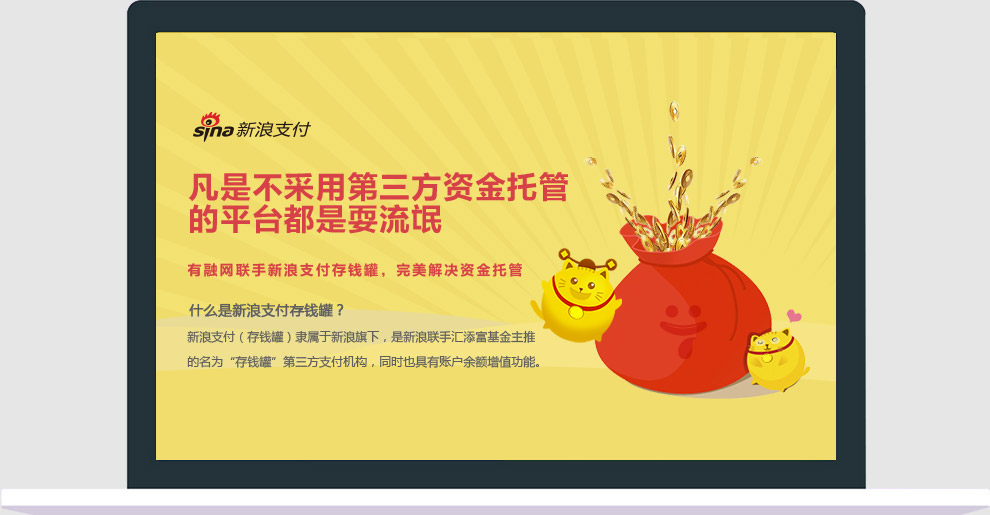 sina新浪支付
凡是不采用第三方资金托管
的平台都是耍流氓
有融网联手新浪支付存钱罐，完美解决资金托管
什么是新浪支付存钱罐？
新浪支付（存钱罐）隶属于新浪旗下，是新浪联手汇添富基金主推
的名为“存钱罐”第三方支付机构，同时也具有账户余额增值功能。